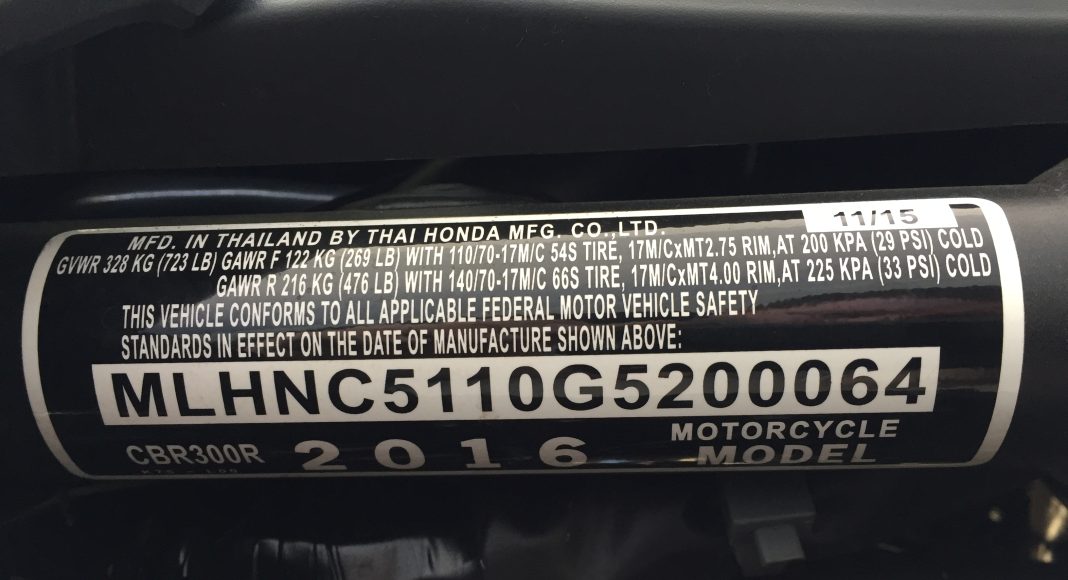 11/15
MFD. IN THAILAND BY THAI HONDA MFG. CO.,LTD.
GVWR 328 KG (723 LB) GAWR F 122 KG (269 LB) WITH 110/70-17M/C 54S TIRE, 17M/CxMT2.75 RIM,AT 200 KPA (29 PSI) COLD
GAWR R 216 KG (476 LB) WITH 140/70-17M/C 66S TIRE, 17M/CxMT4.00 RIM,AT 225 KPA (33 PSI) COLD
THIS VEHICLE CONFORMS TO ALL APPLICABLE FEDERAL MOTOR VEHICLE SAFETY
STANDARDS IN EFFECT ON THE DATE OF MANUFACTURE SHOWN ABOVE:
MLHNC5110G5200064
CBR300R 2016 MOTORCYCLE
MODEL